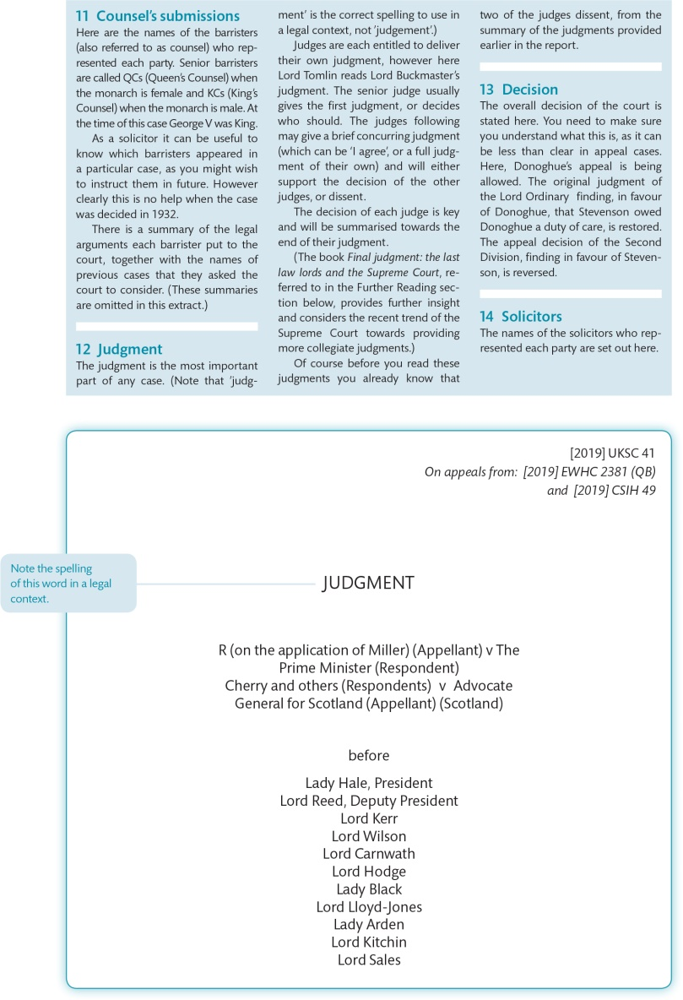 11 Counsel's submissions
Here are the names of the barristers
(also referred to as counsel) who rep-
resented each party. Senior barristers
are called QCs (Queen's Counsel) when
the monarch is female and KCs (King's
Counsel) when the monarch is male. At
the time of this case George V was King.
As a solicitor it can be useful to
know which barristers appeared in
a particular case, as you might wish
to instruct them in future. However
clearly this is no help when the case
was decided in 1932.
There is a summary of the legal
arguments each barrister put to the
court, together with the names of
previous cases that they asked the
court to consider. (These summaries
are omitted in this extract.)
12 Judgment
The judgment is the most important
part of any case. (Note that 'judg-
ment' is the correct spelling to use in
a legal context, not 'judgement'.)
Judges are each entitled to deliver
their own judgment, however here
Lord Tomlin reads Lord Buckmaster's
judgment. The senior judge usually
gives the first judgment, or decides
who should. The judges following
may give a brief concurring judgment
(which can be 'I agree', or a full judg-
ment of their own) and will either
support the decision of the other
judges, or dissent.
The decision of each judge is key
and will be summarised towards the
end of their judgment.
(The book Final judgment: the last
law lords and the Supreme Court, re-
ferred to in the Further Reading sec-
tion below, provides further insight
and considers the recent trend of the
Supreme Court towards providing
more collegiate judgments.)
Of course before you read these
judgments you already know that
two of the judges dissent, from the
summary of the judgments provided
earlier in the report.
13 Decision
The overall decision of the court is
stated here. You need to make sure
you understand what this is, as it can
be less than clear in appeal cases.
Here, Donoghue's appeal is being
allowed. The original judgment of
the Lord Ordinary finding, in favour
of Donoghue, that Stevenson owed
Donoghue a duty of care, is restored.
The appeal decision of the Second
Division, finding in favour of Steven-
son, is reversed.
14 Solicitors
The names of the solicitors who rep-
resented each party are set out here.
[2019] UKSC 41
On appeals from: [2019] EWHC 2381 (QB)
and [2019] CSIH 49
Note the spelling
of this word in a legal
context.
JUDGMENT
R (on the application of Miller) (Appellant) v The
Prime Minister (Respondent)
Cherry and others (Respondents) v Advocate
General for Scotland (Appellant) (Scotland)
before
Lady Hale, President
Lord Reed, Deputy President
Lord Kerr
Lord Wilson
Lord Carnwath
Lord Hodge
Lady Black
Lord Lloyd-Jones
Lady Arden
Lord Kitchin
Lord Sales